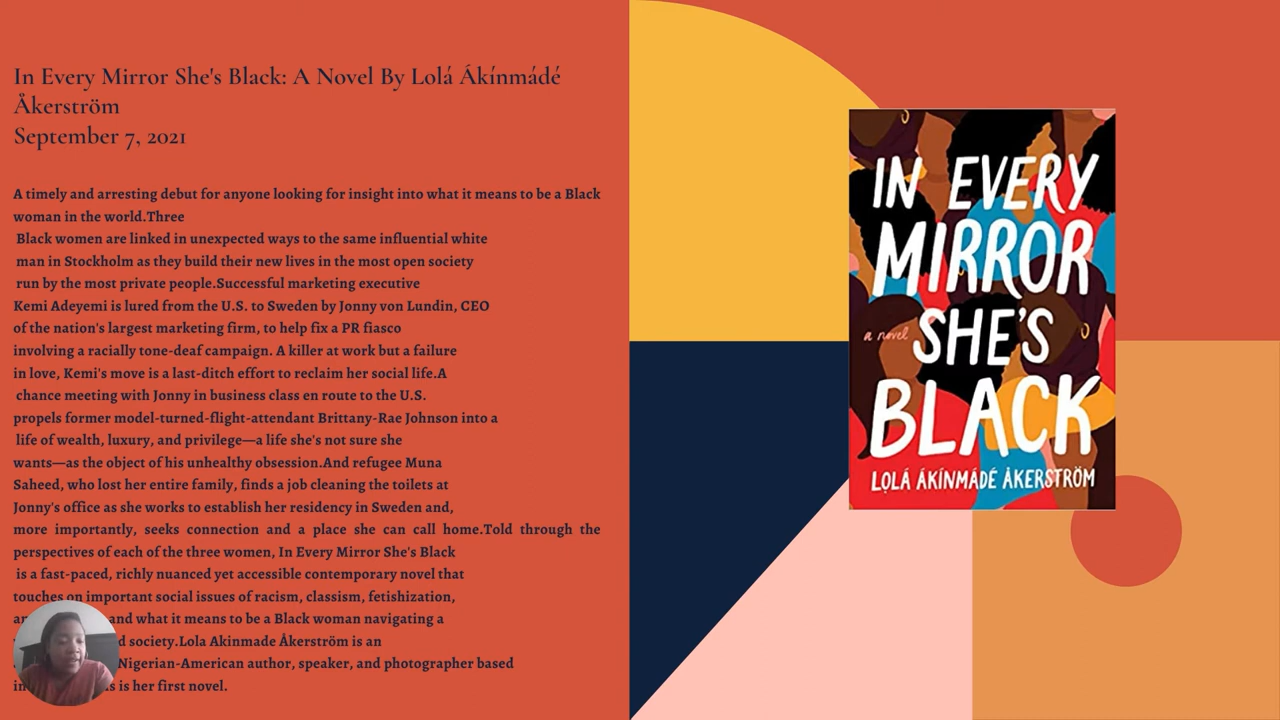 In Every Mirror She's Black: A Novel By Lolá Ákínmádé
Åkerström
September 7, 2021
A timely and arresting debut for anyone looking for insight into what it means to be a Black
woman in the world.Three
Black women are linked in unexpected ways to the same influential white
man in Stockholm as they build their new lives in the most open society
run by the most private people.Successful marketing executive
Kemi Adeyemi is lured from the U.S. to Sweden by Jonny von Lundin, CEO
of the nation's largest marketing firm, to help fix a PR fiasco
involving a racially tone-deaf campaign. A killer at work but a failure
in love, Kemi's move is a last-ditch effort to reclaim her social life.A
chance meeting with Jonny in business class en route to the U.S.
propels former model-turned-flight-attendant Brittany-Rae Johnson into a
life of wealth, luxury, and privilege—a life she's not sure she
wants—as the object of his unhealthy obsession.And refugee Muna
Saheed, who lost her entire family, finds a job cleaning the toilets at
Jonny's office as she works to establish her residency in Sweden and,
more importantly, seeks connection and a place she can call home.Told through the
perspectives of each of the three women, In Every Mirror She's Black
is a fast-paced, richly nuanced yet accessible contemporary novel that
touches on important social issues of racism, classism, fetishization,
and what it means to be a Black woman navigating a
society.Lola Akinmade Åkerström is an
Nigerian-American author, speaker, and photographer based
is her first novel.
IN EVERY
MIRROR
a novel SHE'S
BLACK
LOLÁ ÁKÍNMÁDÉ ÅKERSTRÖM